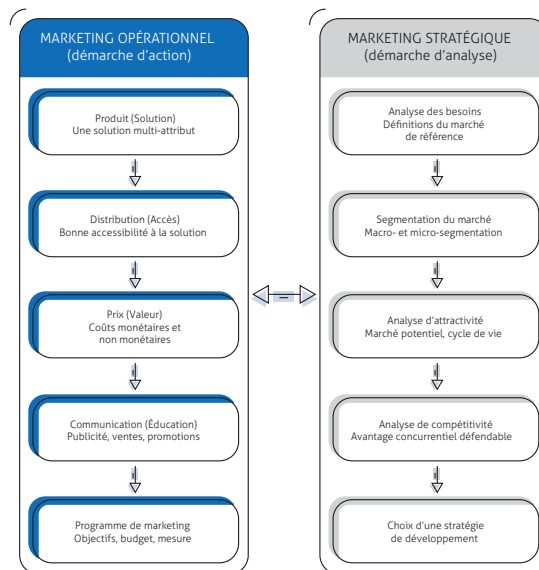 MARKETING OPÉRATIONNEL
(démarche d'action)
Produit (Solution)
Une solution multi-attribut
Distribution (Accès)
Bonne accessibilité à la solution
Prix (Valeur)
Coûts monétaires et
non monétaires
Communication (Éducation)
Publicité, ventes, promotions
Programme de marketing
Objectifs, budget, mesure
MARKETING STRATÉGIQUE
(démarche d'analyse)
Analyse des besoins
Définitions du marché
de référence
Segmentation du marché
Macro- et micro-segmentation
Analyse d'attractivité
Marché potentiel, cycle de vie
Analyse de compétitivité
Avantage concurrentiel défendable
Choix d'une stratégie
de développement